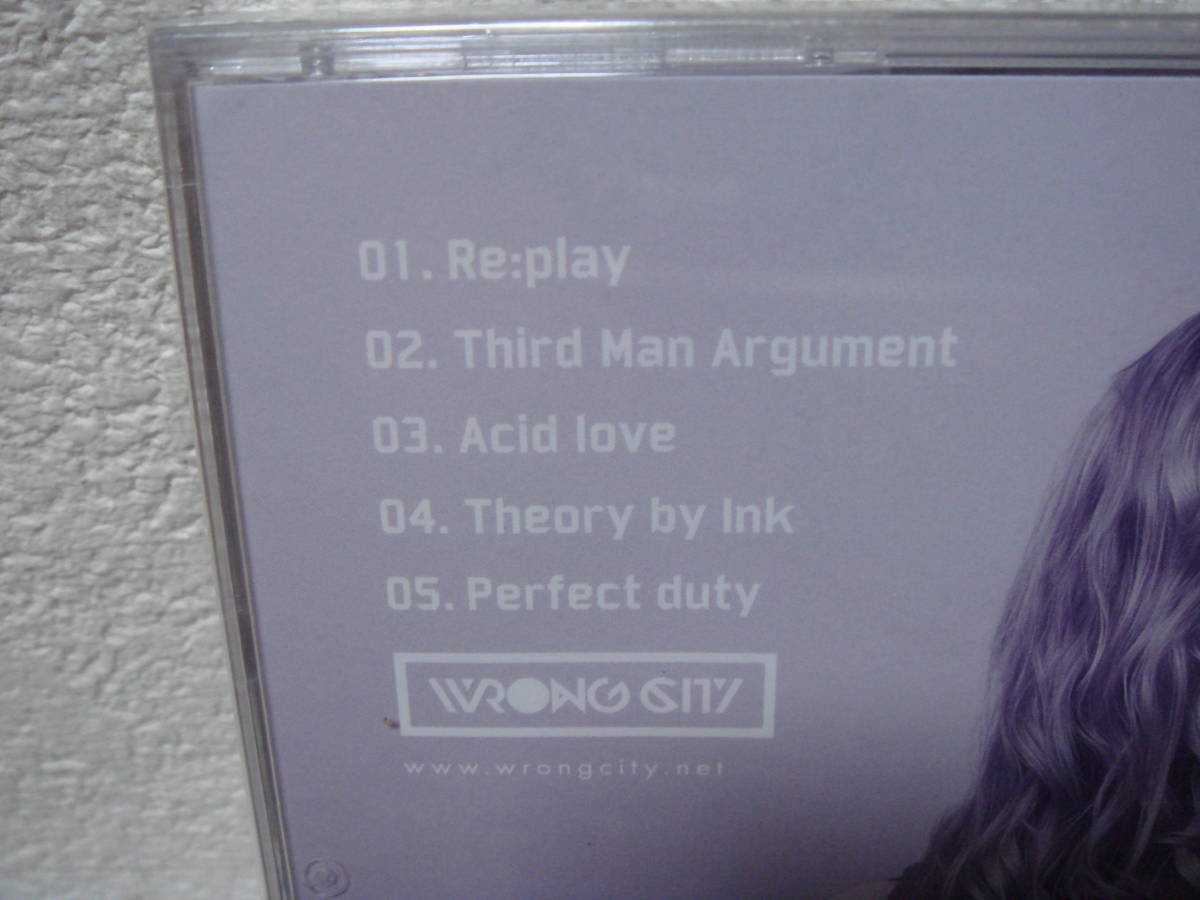 01. Re:play
02. Third Man Argument
03. Acid love
04. Theory by Ink
05. Perfect duty
WRONG CITY
www.wrongcity.net